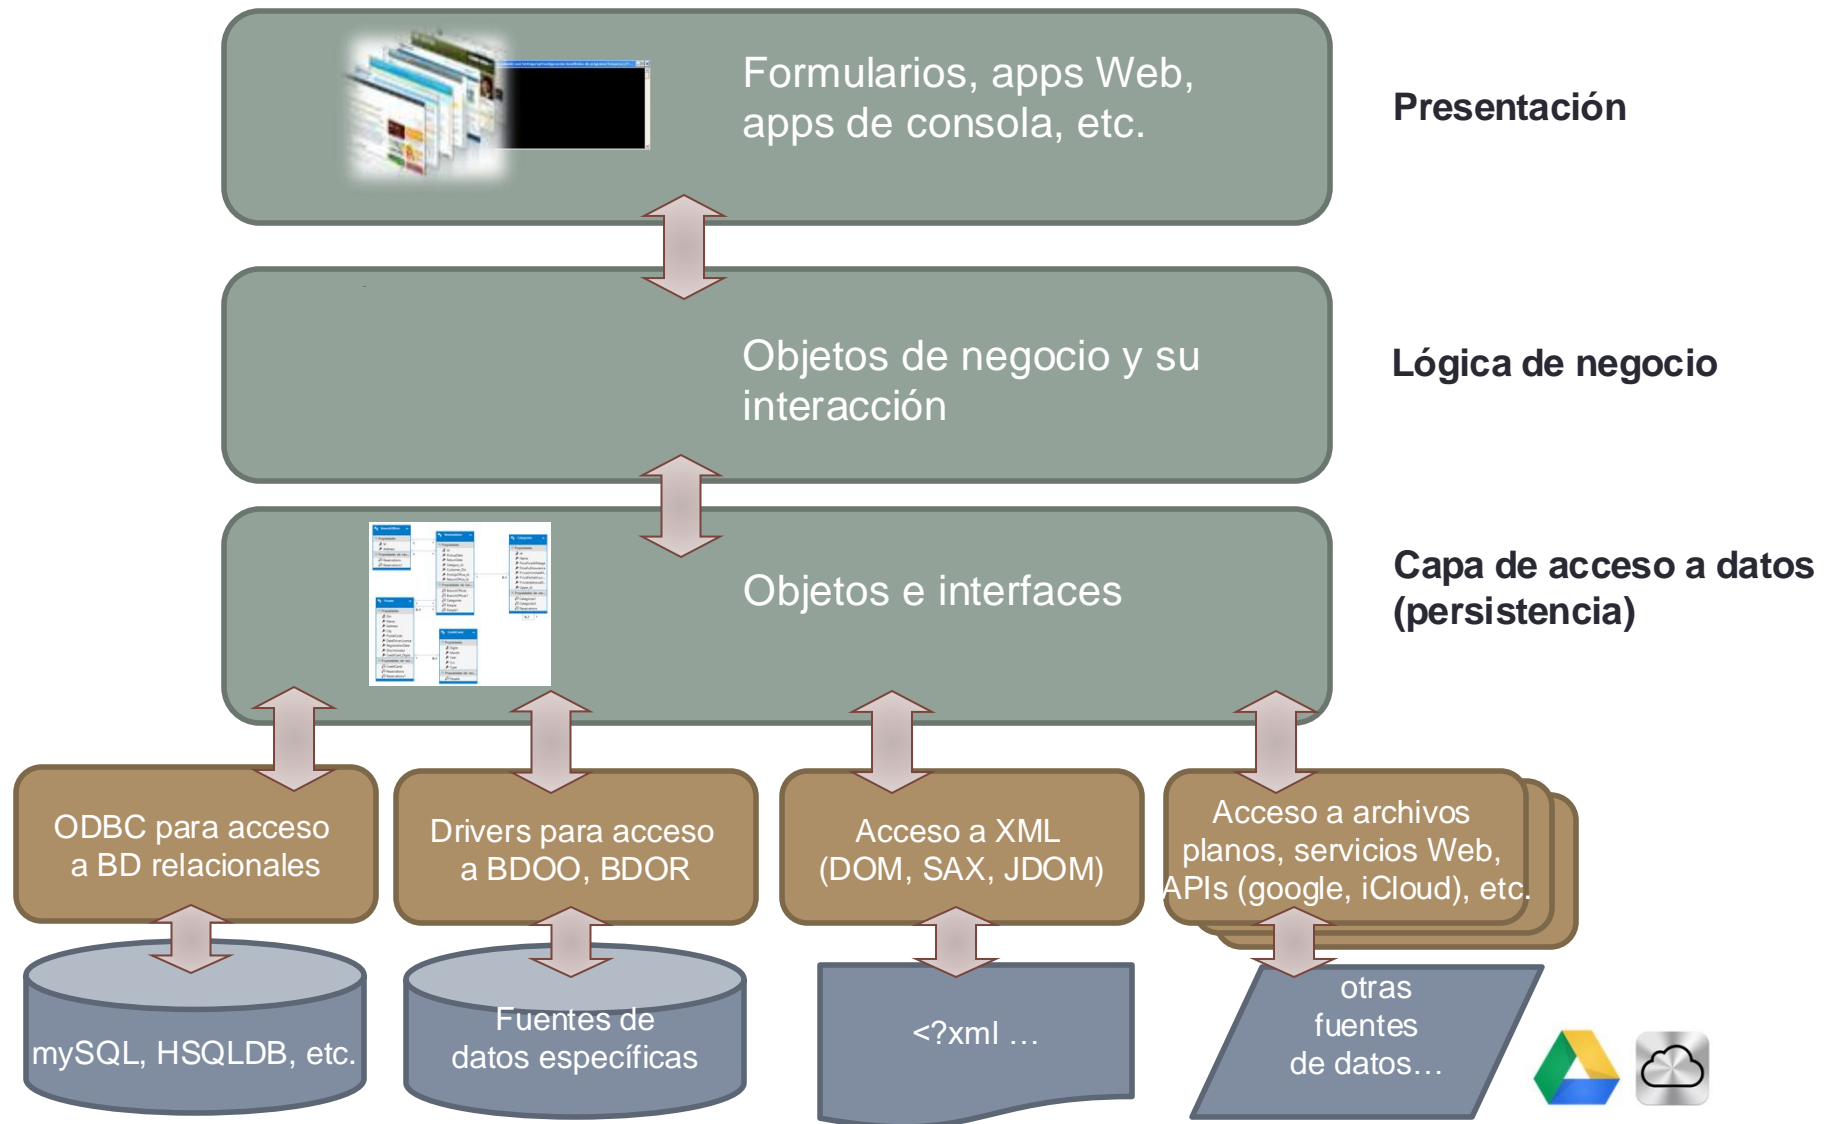 Formularios, apps Web,
apps de consola, etc.
Presentación
Objetos de negocio y su
interacción
Lógica de negocio
Objetos e interfaces
Capa de acceso a datos
(persistencia)
ODBC para acceso
a BD relacionales
Drivers para acceso
a BDOO, BDOR
Acceso a XML
(DOM, SAX, JDOM)
Acceso a archivos
planos, servicios Web,
APIs (google, iCloud), etc.
mySQL, HSQLDB, etc.
Fuentes de
datos específicas
<?xml …
otras
fuentes
de datos…